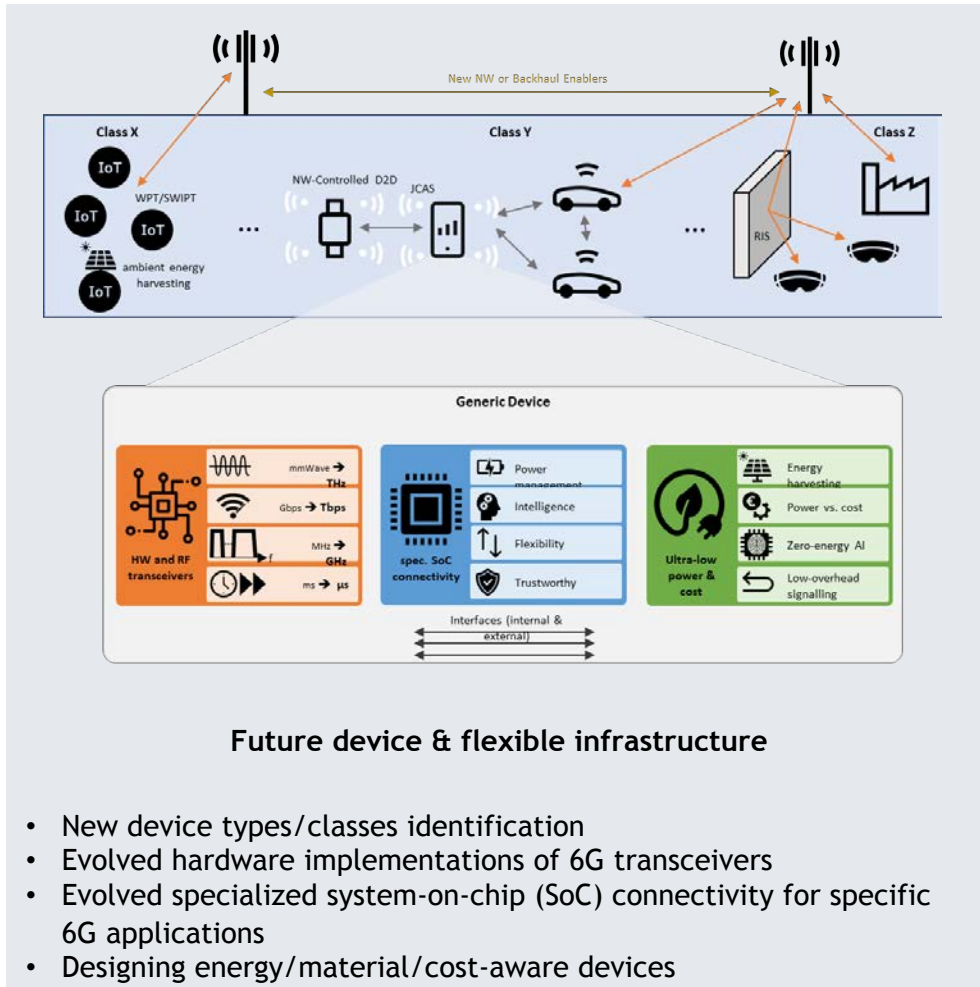 New NW or Backhaul Enablers
Class X
Class Y
Class Z
IoT
IoT
WPT/SWIPT
IoT
ambient energy
harvesting
IoT
...
NW-Controlled D2D
JCAS
...
RIS
Generic Device
HW and RF
transceivers
mmWave →
THz
Gbps → Tbps
f
MHz →
GHz
ms → µs
spec. SoC
connectivity
Power
management
Intelligence
Flexibility
Trustworthy
Ultra-low
power &
cost
Energy
harvesting
Power vs. cost
Zero-energy AI
Low-overhead
signalling
Interfaces (internal &
external)
Future device & flexible infrastructure
• New device types/classes identification
• Evolved hardware implementations of 6G transceivers
• Evolved specialized system-on-chip (SoC) connectivity for specific
6G applications
• Designing energy/material/cost-aware devices